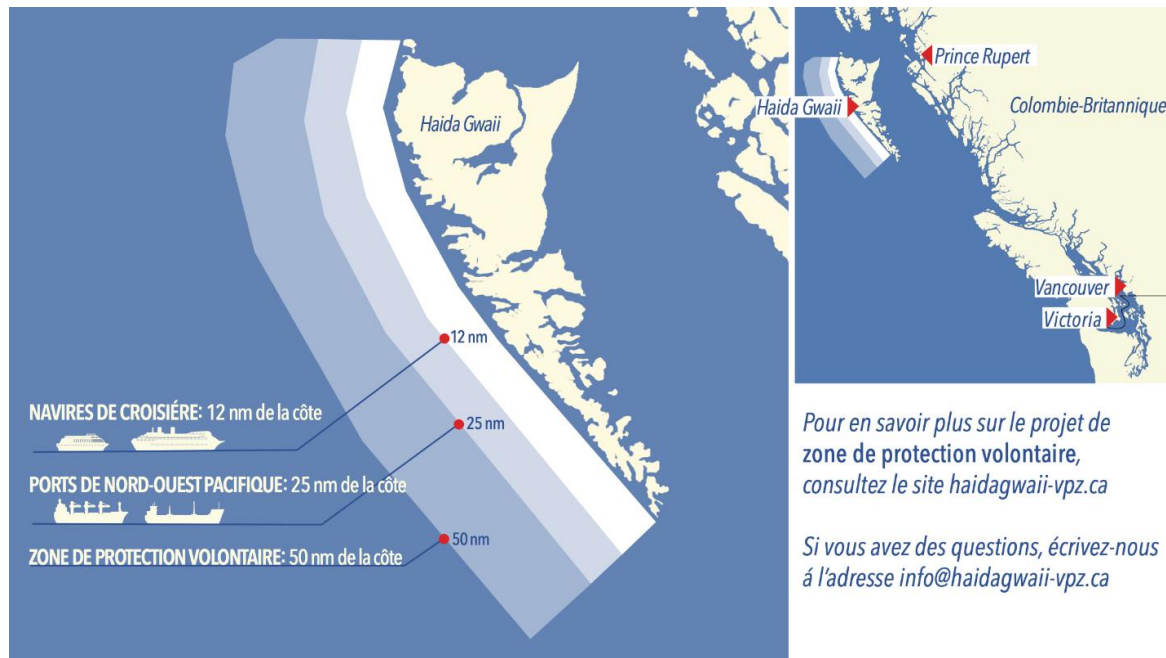 Haida Gwaii
12 nm
NAVIRES DE CROISIÉRE: 12 nm de la côte
25 nm
PORTS DE NORD-OUEST PACIFIQUE: 25 nm de la côte
50 nm
ZONE DE PROTECTION VOLONTAIRE: 50 nm de la côte
Prince Rupert
Haida Gwaii
Colombie-Britannique
Vancouver
Victoria
Pour en savoir plus sur le projet de
zone de protection volontaire,
consultez le site haidagwaii-vpz.ca
Si vous avez des questions, écrivez-nous
á l'adresse info@haidagwaii-vpz.ca